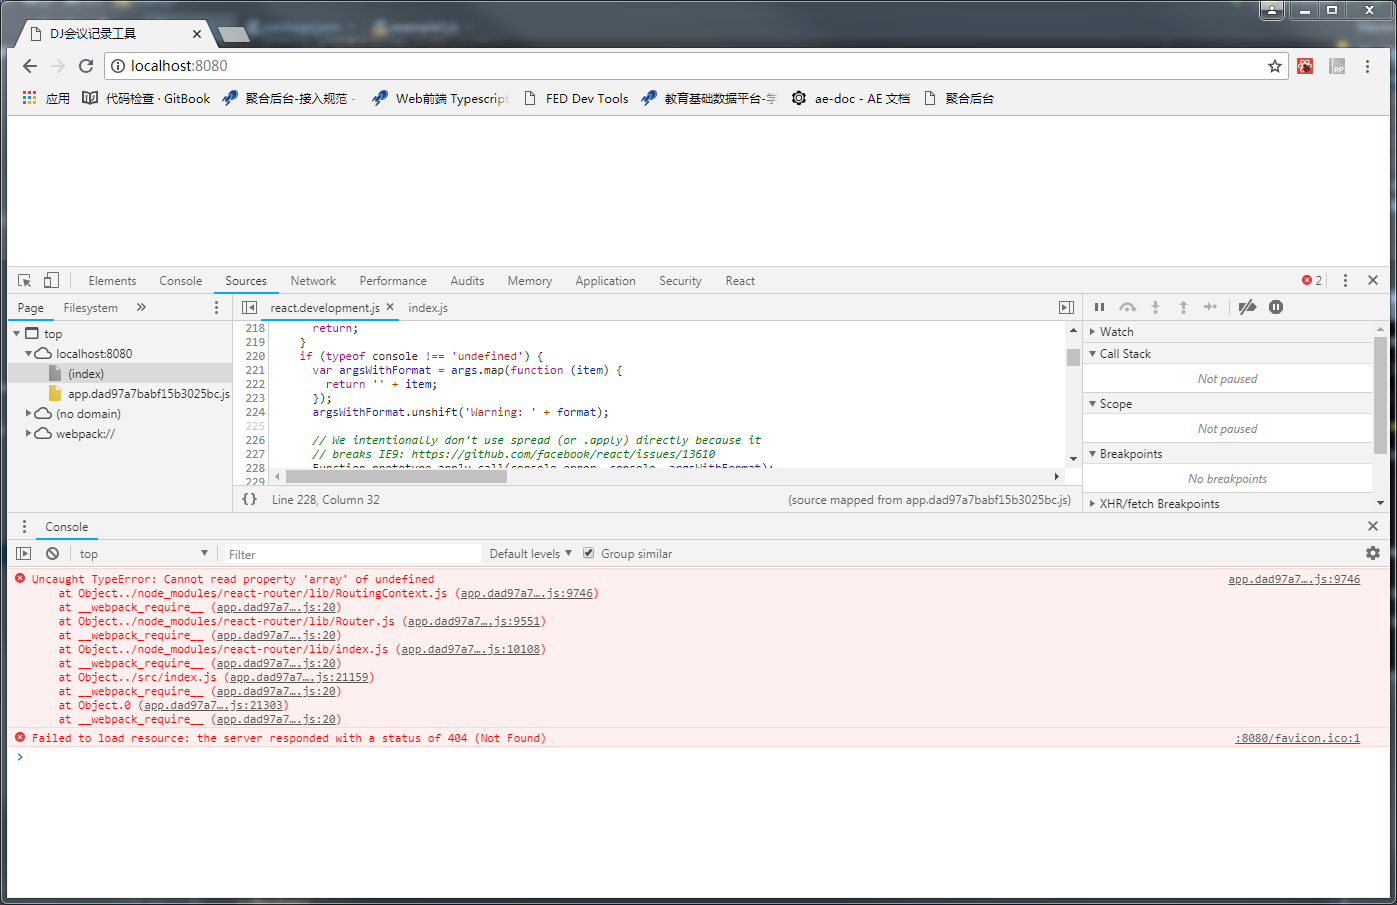 DJ会议记录工具
localhost:8080
应用
代码检查 · GitBook
聚合后台-接入规范 -
Web前端 Typescript
FED Dev Tools
教育基础数据平台-学
ae-doc - AE 文档
聚合后台
Elements Console Sources Network Performance Audits Memory Application Security React 2
Page Filesystem »
react.development.js index.js
top
localhost:8080
(index)
app.dad97a7babf15b3025bc.js
(no domain)
webpack://
218 return;
219 }
220 if (typeof console !== 'undefined') {
221 var argsWithFormat = args.map(function (item) {
222 return '' + item;
223 });
224 argsWithFormat.unshift('Warning: ' + format);
225
226 // We intentionally don't use spread (or .apply) directly because it
227 // breaks IE9: https://github.com/facebook/react/issues/13610
228 Function.prototype.apply.call(console.error, console, argsWithFormat);
229
{} Line 228, Column 32 (source mapped from app.dad97a7babf15b3025bc.js)
Watch
Call Stack
Not paused
Scope
Not paused
Breakpoints
No breakpoints
XHR/fetch Breakpoints
Console
top Filter Default levels Group similar
Uncaught TypeError: Cannot read property 'array' of undefined app.dad97a7….js:9746
at Object../node_modules/react-router/lib/RoutingContext.js (app.dad97a7….js:9746)
at __webpack_require__ (app.dad97a7….js:20)
at Object../node_modules/react-router/lib/Router.js (app.dad97a7….js:9551)
at __webpack_require__ (app.dad97a7….js:20)
at Object../node_modules/react-router/lib/index.js (app.dad97a7….js:10108)
at __webpack_require__ (app.dad97a7….js:20)
at Object../src/index.js (app.dad97a7….js:21159)
at __webpack_require__ (app.dad97a7….js:20)
at Object.0 (app.dad97a7….js:21303)
at __webpack_require__ (app.dad97a7….js:20)
Failed to load resource: the server responded with a status of 404 (Not Found) :8080/favicon.ico:1